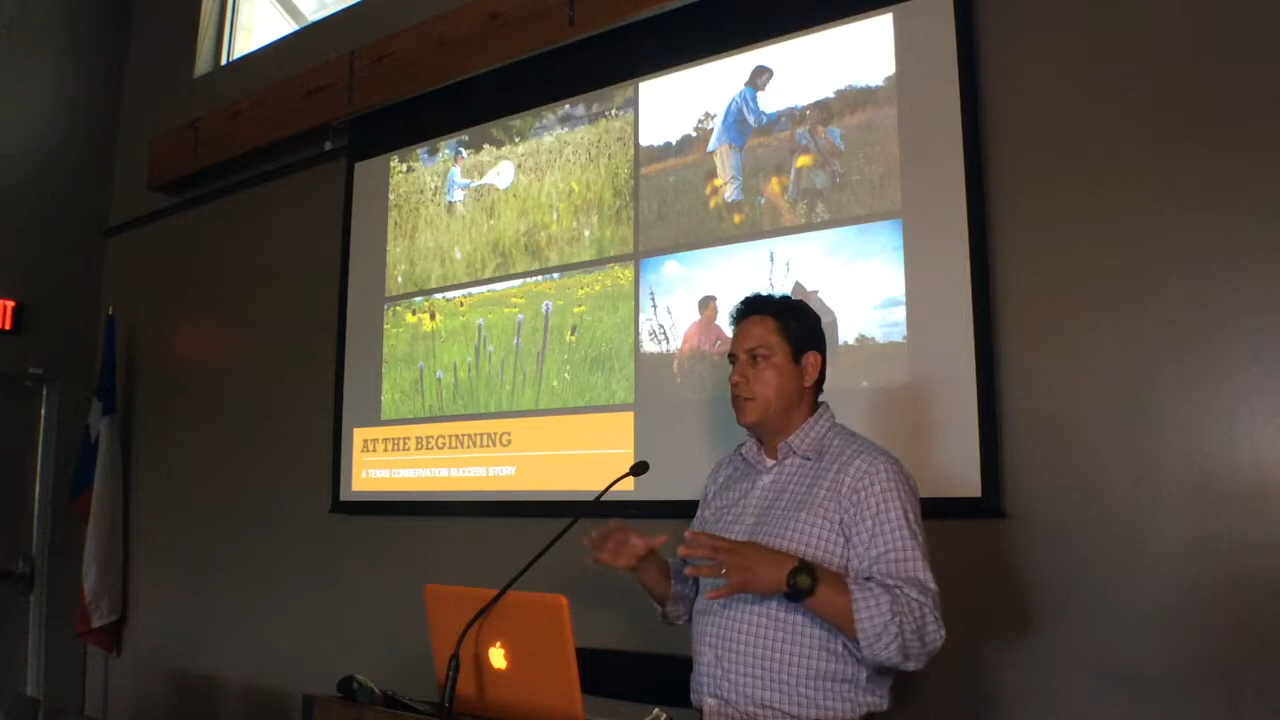 AT THE BEGINNING
A TEXAS CONSERVATION SUCCESS STORY